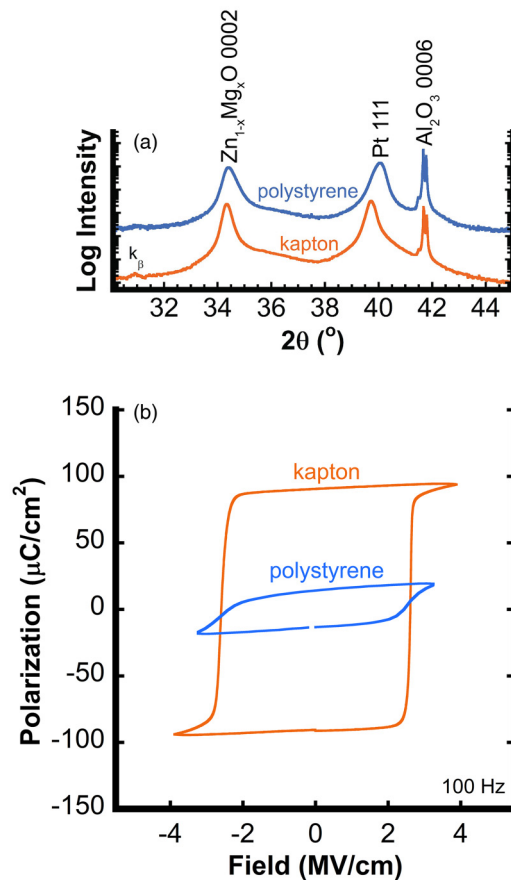 Zn₁₋ₓMgₓO 0002
Pt 111
Al₂O₃ 0006
(a)
polystyrene
kapton
kᵦ
Log Intensity
32 34 36 38 40 42 44
2θ (°)
(b)
150
100
50
0
-50
-100
-150
kapton
polystyrene
100 Hz
Polarization (μC/cm²)
-4 -2 0 2 4
Field (MV/cm)